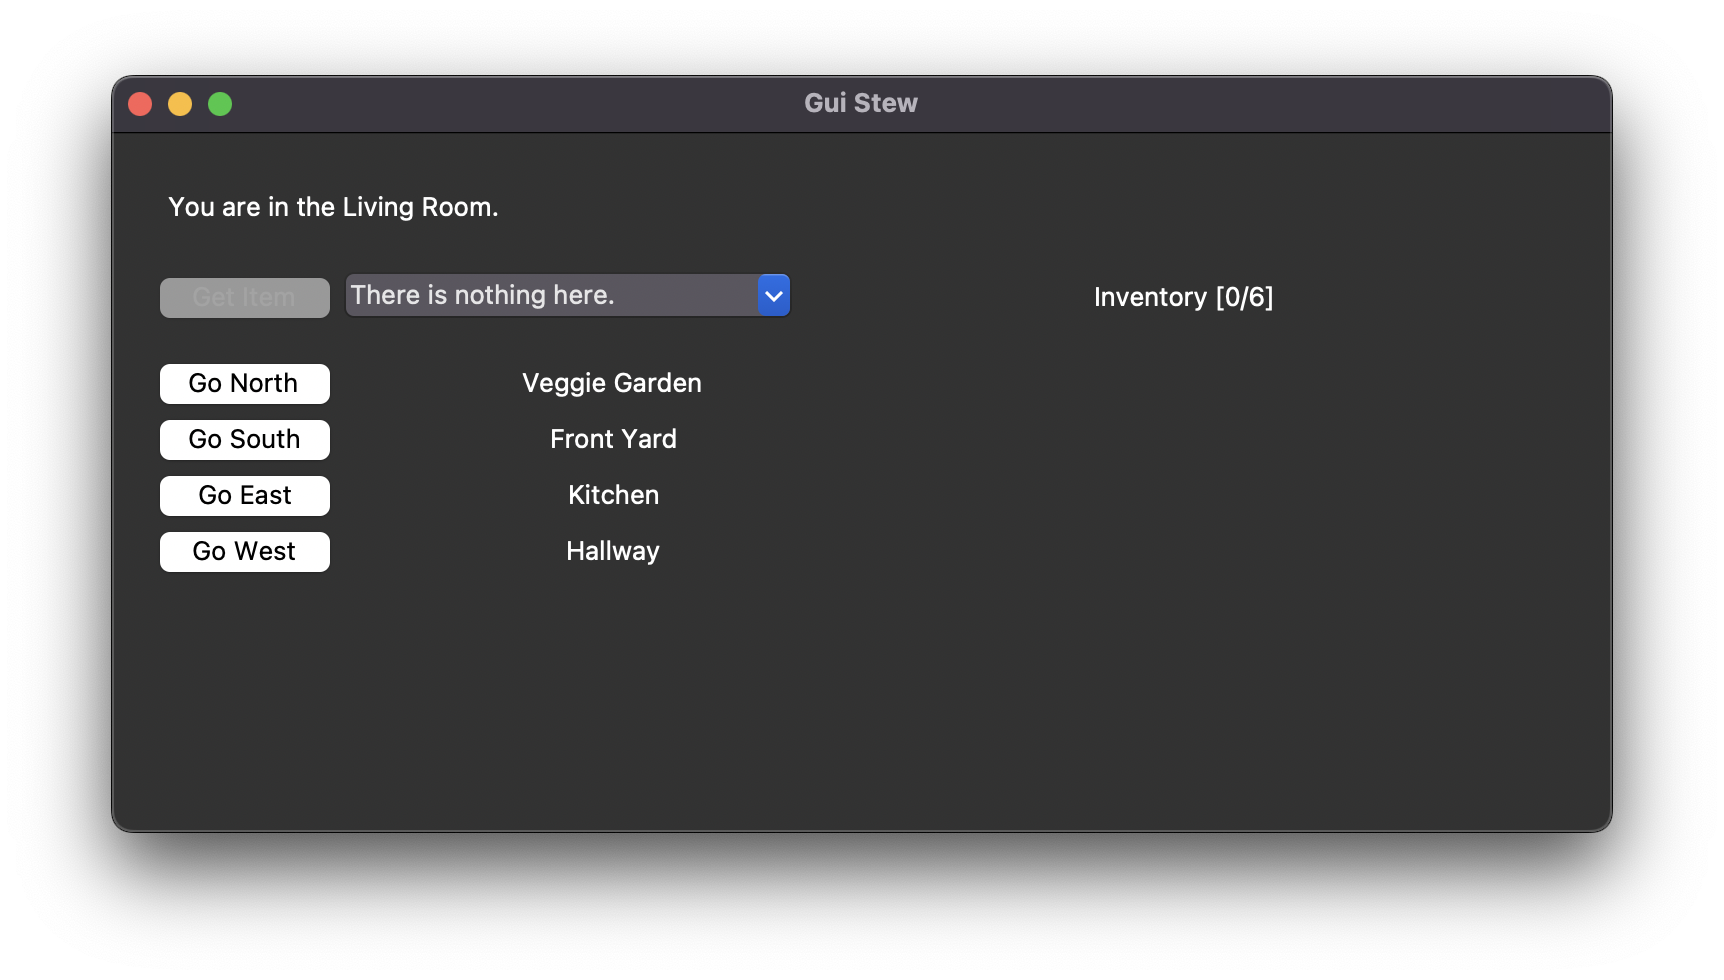 Gui Stew
You are in the Living Room.
Get Item There is nothing here. Inventory [0/6]
Go North Veggie Garden
Go South Front Yard
Go East Kitchen
Go West Hallway